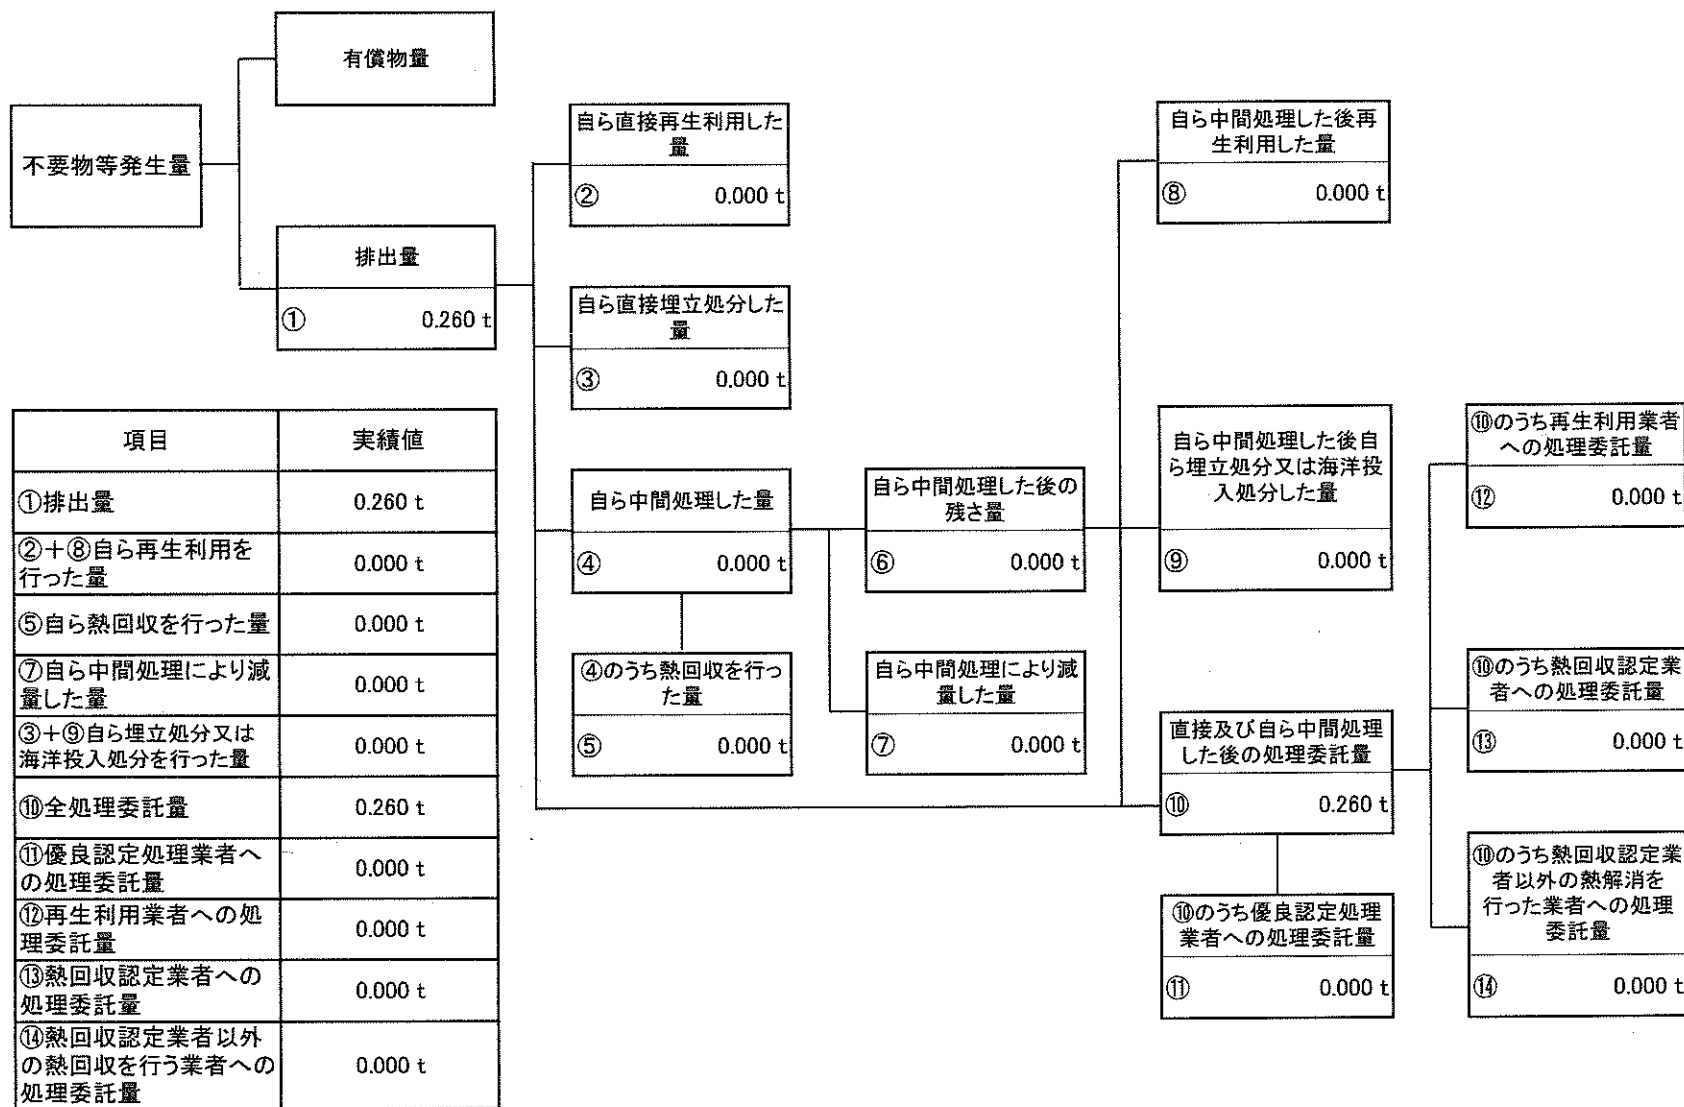 有償物量
不要物等発生量
排出量
① 0.260 t
自ら直接再生利用した
量
② 0.000 t
自ら直接埋立処分した
量
③ 0.000 t
自ら中間処理した量
④ 0.000 t
④のうち熱回収を行っ
た量
⑤ 0.000 t
自ら中間処理した後の
残さ量
⑥ 0.000 t
自ら中間処理により減
量した量
⑦ 0.000 t
自ら中間処理した後再
生利用した量
⑧ 0.000 t
自ら中間処理した後自
ら埋立処分又は海洋投
入処分した量
⑨ 0.000 t
直接及び自ら中間処理
した後の処理委託量
⑩ 0.260 t
⑩のうち優良認定処理
業者への処理委託量
⑪ 0.000 t
⑩のうち再生利用業者
への処理委託量
⑫ 0.000 t
⑩のうち熱回収認定業
者への処理委託量
⑬ 0.000 t
⑩のうち熱回収認定業
者以外の熱解消を
行った業者への処理
委託量
⑭ 0.000 t
項目 実績値
①排出量 0.260 t
②+⑧自ら再生利用を
行った量 0.000 t
⑤自ら熱回収を行った量 0.000 t
⑦自ら中間処理により減
量した量 0.000 t
③+⑨自ら埋立処分又は
海洋投入処分を行った量 0.000 t
⑩全処理委託量 0.260 t
⑪優良認定処理業者へ
の処理委託量 0.000 t
⑫再生利用業者への処
理委託量 0.000 t
⑬熱回収認定業者への
処理委託量 0.000 t
⑭熱回収認定業者以外
の熱回収を行う業者への
処理委託量 0.000 t